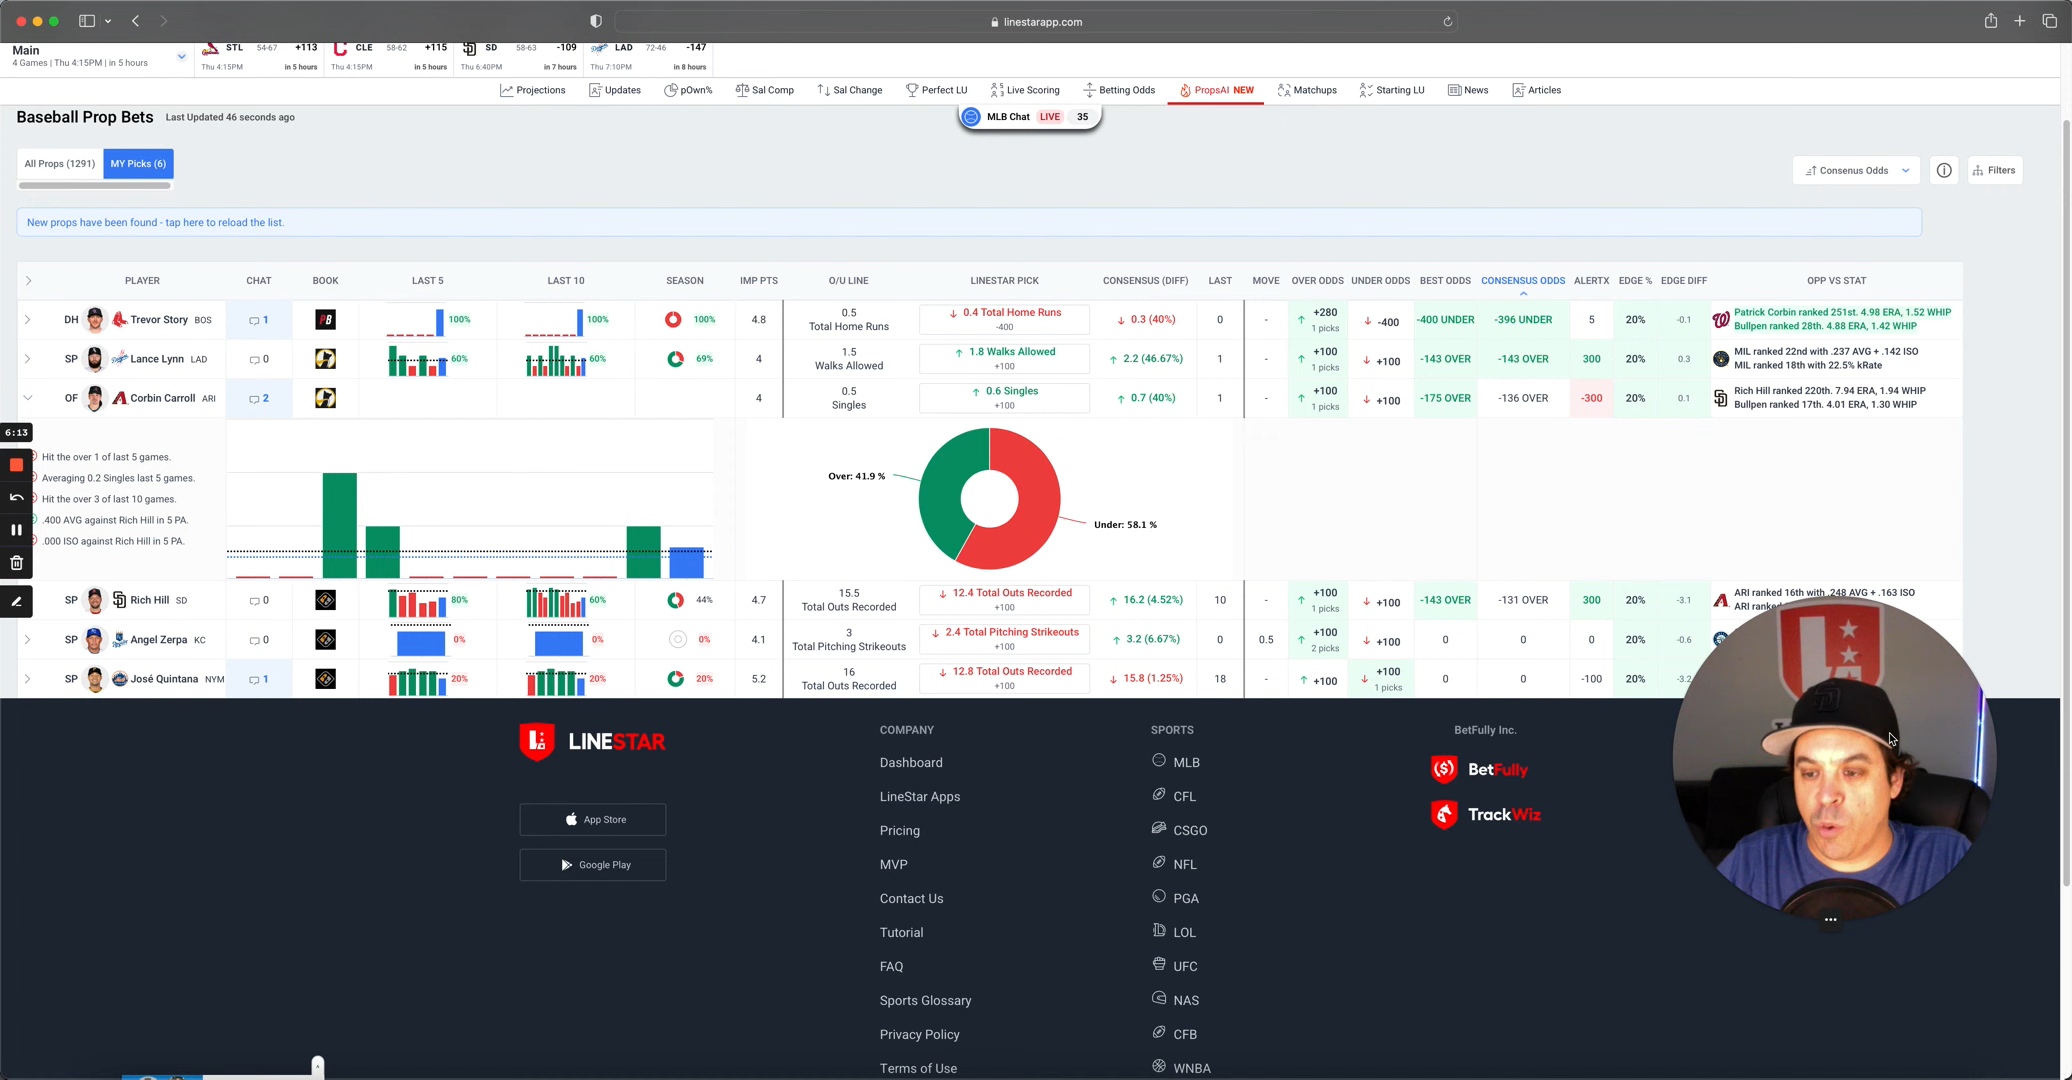 linestarapp.com
Main
4 Games | Thu 4:15PM | in 5 hours
STL 54-67 +113
Thu 4:15PM in 5 hours
CLE 58-62 +115
Thu 4:15PM in 5 hours
SD 58-63 -109
Thu 6:40PM in 7 hours
LAD 72-46 -147
Thu 7:10PM in 8 hours
Projections Updates pOwn% Sal Comp Sal Change Perfect LU Live Scoring Betting Odds PropsAI NEW Matchups Starting LU News Articles
Baseball Prop Bets Last Updated 46 seconds ago
MLB Chat LIVE 35
All Props (1291) MY Picks (6)
Consenus Odds
Filters
New props have been found - tap here to reload the list.
PLAYER CHAT BOOK LAST 5 LAST 10 SEASON IMP PTS O/U LINE LINESTAR PICK CONSENSUS (DIFF) LAST MOVE OVER ODDS UNDER ODDS BEST ODDS CONSENSUS ODDS ALERTX EDGE % EDGE DIFF OPP VS STAT
DH Trevor Story BOS 1 PB 100% 100% 100% 4.8 0.5 Total Home Runs 0.4 Total Home Runs -400 0.3 (40%) 0 - +280 1 picks -400 -400 UNDER -396 UNDER 5 20% -0.1 Patrick Corbin ranked 251st. 4.98 ERA, 1.52 WHIP
Bullpen ranked 28th. 4.88 ERA, 1.42 WHIP
SP Lance Lynn LAD 0 60% 60% 69% 4 1.5 Walks Allowed 1.8 Walks Allowed +100 2.2 (46.67%) 1 - +100 1 picks +100 -143 OVER -143 OVER 300 20% 0.3 MIL ranked 22nd with .237 AVG + .142 ISO
MIL ranked 18th with 22.5% kRate
OF Corbin Carroll ARI 2 4 0.5 Singles 0.6 Singles +100 0.7 (40%) 1 - +100 1 picks +100 -175 OVER -136 OVER -300 20% 0.1 Rich Hill ranked 220th. 7.94 ERA, 1.94 WHIP
Bullpen ranked 17th. 4.01 ERA, 1.30 WHIP
6:13
Hit the over 1 of last 5 games.
Averaging 0.2 Singles last 5 games.
Hit the over 3 of last 10 games.
.400 AVG against Rich Hill in 5 PA.
.000 ISO against Rich Hill in 5 PA.
Over: 41.9 %
Under: 58.1 %
SP Rich Hill SD 0 80% 60% 44% 4.7 15.5 Total Outs Recorded 12.4 Total Outs Recorded +100 16.2 (4.52%) 10 - +100 1 picks +100 -143 OVER -131 OVER 300 20% -3.1 ARI ranked 16th with .248 AVG + .163 ISO
ARI ranked
SP Angel Zerpa KC 0 0% 0% 0% 4.1 3 Total Pitching Strikeouts 2.4 Total Pitching Strikeouts +100 3.2 (6.67%) 0 0.5 +100 2 picks +100 0 0 0 20% -0.6
SP José Quintana NYM 1 20% 20% 20% 5.2 16 Total Outs Recorded 12.8 Total Outs Recorded +100 15.8 (1.25%) 18 - +100 +100 1 picks 0 0 -100 20% -3.2
LINESTAR
App Store
Google Play
COMPANY
Dashboard
LineStar Apps
Pricing
MVP
Contact Us
Tutorial
FAQ
Sports Glossary
Privacy Policy
Terms of Use
SPORTS
MLB
CFL
CSGO
NFL
PGA
LOL
UFC
NAS
CFB
WNBA
BetFully Inc.
BetFully
TrackWiz